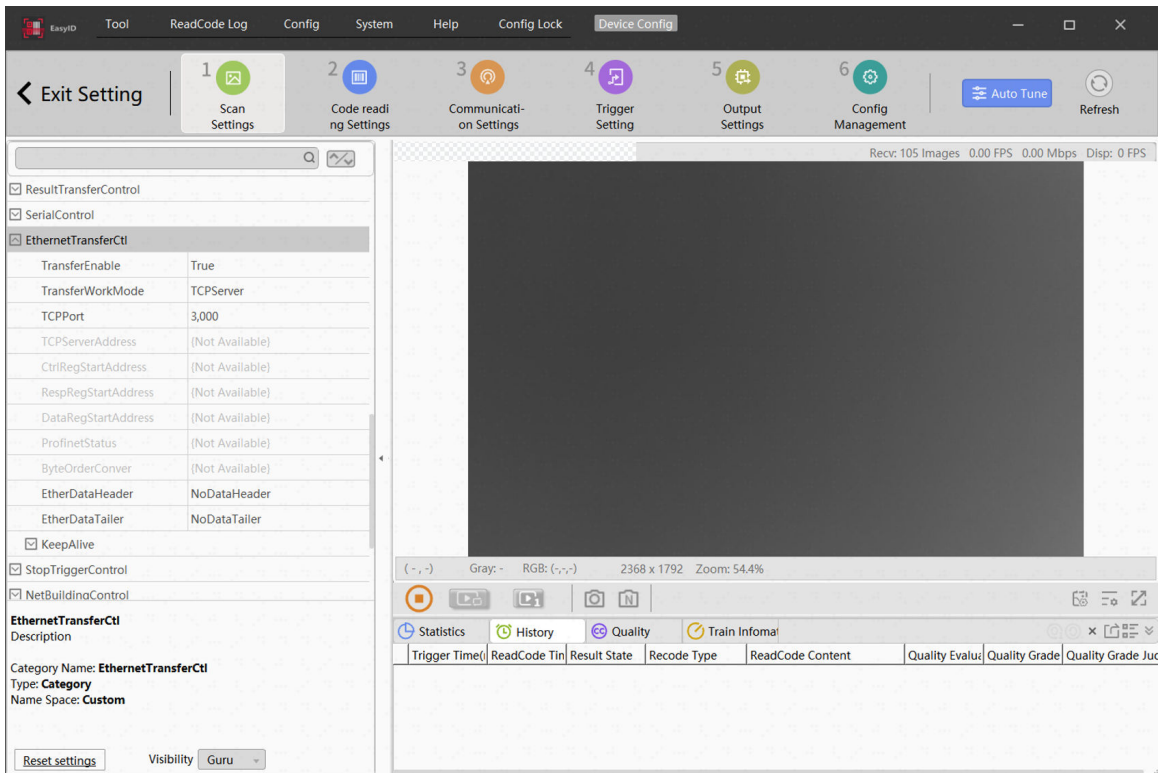 EasyID Tool ReadCode Log Config System Help Config Lock Device Config
Exit Setting
1 Scan Settings
2 Code readi ng Settings
3 Communicati- on Settings
4 Trigger Setting
5 Output Settings
6 Config Management
Auto Tune
Refresh
Recv: 105 Images 0.00 FPS 0.00 Mbps Disp: 0 FPS
ResultTransferControl
SerialControl
EthernetTransferCtl
TransferEnable True
TransferWorkMode TCPServer
TCPPort 3,000
TCPServerAddress (Not Available)
CtrlRegStartAddress (Not Available)
RespRegStartAddress (Not Available)
DataRegStartAddress (Not Available)
ProfinetStatus (Not Available)
ByteOrderConver (Not Available)
EtherDataHeader NoDataHeader
EtherDataTailer NoDataTailer
KeepAlive
StopTriggerControl
NetBuildingControl
EthernetTransferCtl
Description
Category Name: EthernetTransferCtl
Type: Category
Name Space: Custom
Reset settings Visibility Guru
( - , -) Gray: - RGB: (-,-,-) 2368 x 1792 Zoom: 54.4%
Statistics History Quality Train Infomat
Trigger Time( ReadCode Tin Result State Recode Type ReadCode Content Quality Evalua Quality Grade Quality Grade Juc